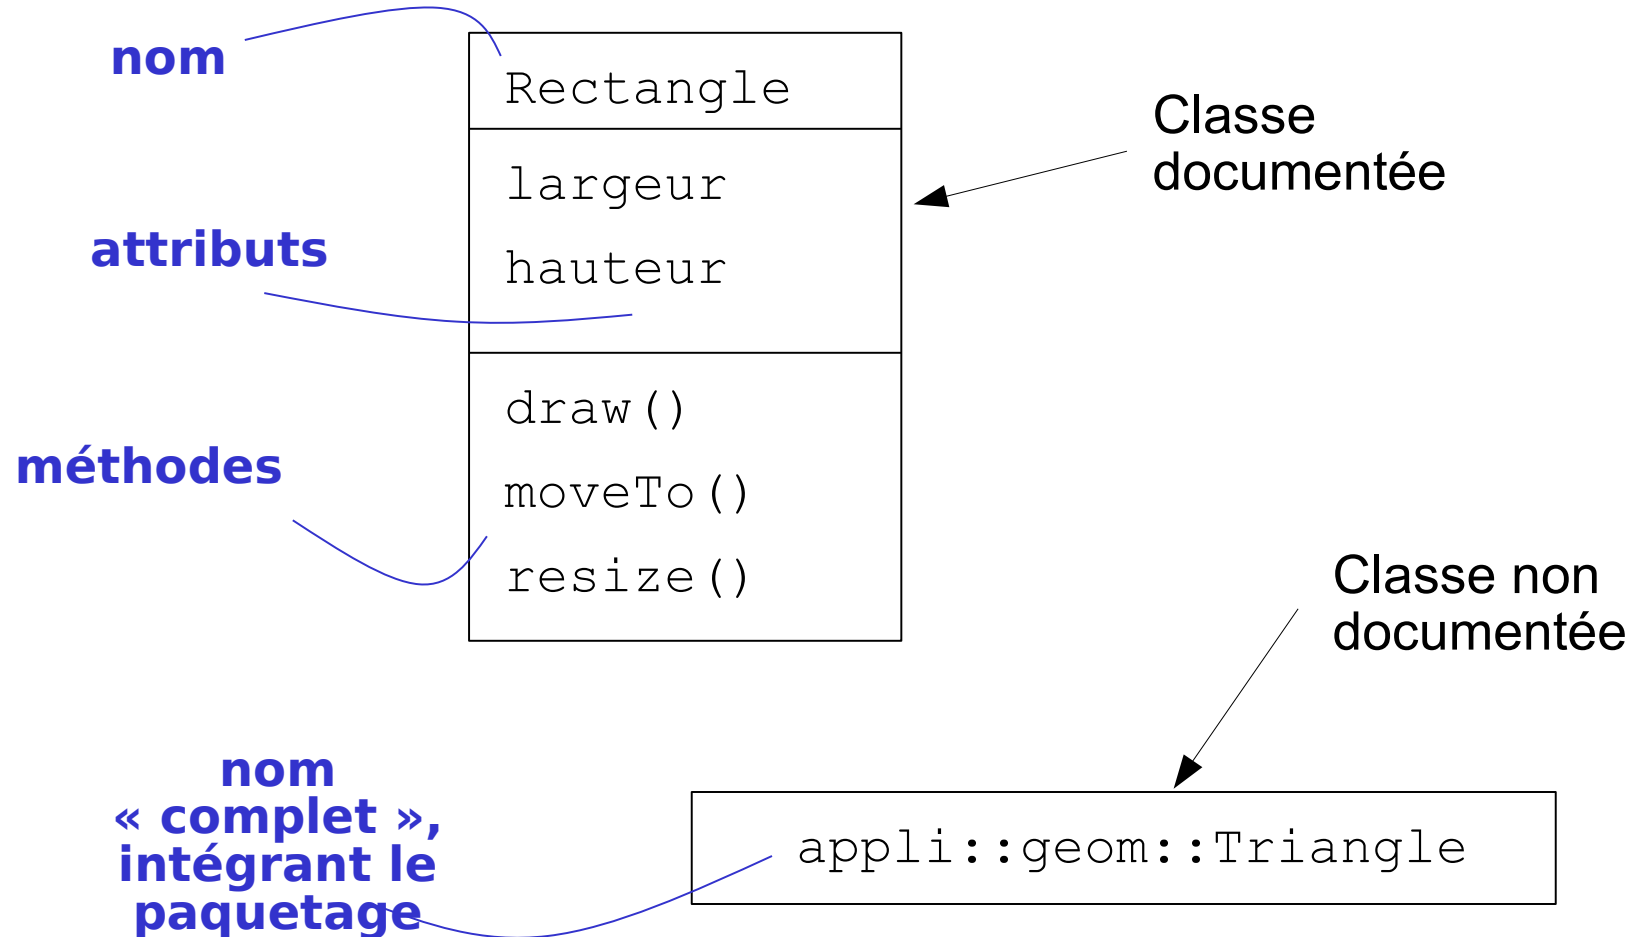 nom
Rectangle
Classe
documentée
largeur
attributs
hauteur
draw()
méthodes
moveTo()
resize()
Classe non
documentée
nom
« complet »,
intégrant le
paquetage
appli::geom::Triangle